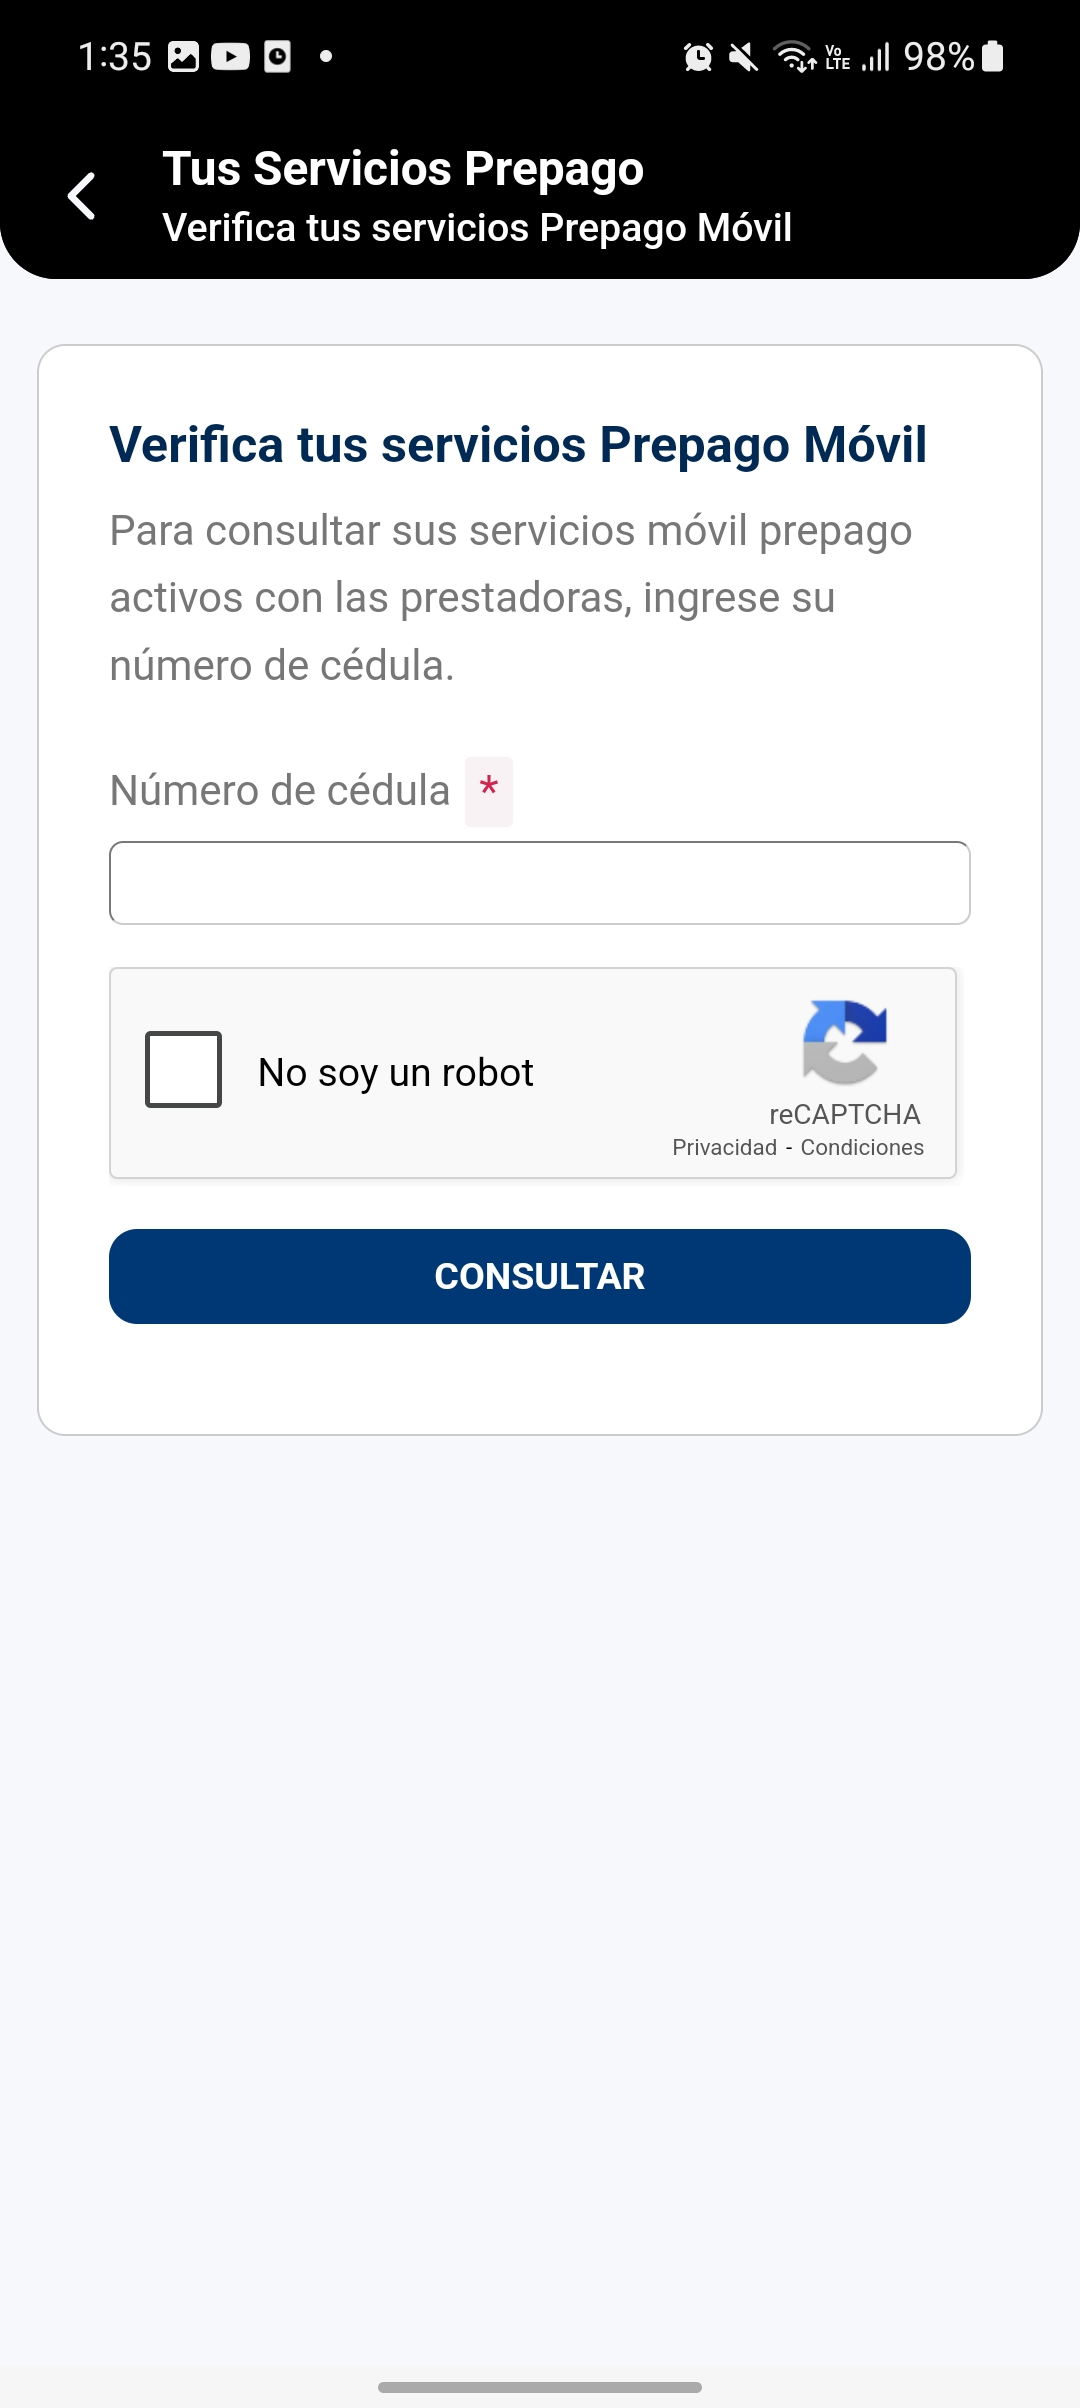 1:35
Vo LTE 98%
Tus Servicios Prepago
Verifica tus servicios Prepago Móvil
Verifica tus servicios Prepago Móvil
Para consultar sus servicios móvil prepago
activos con las prestadoras, ingrese su
número de cédula.
Número de cédula *
No soy un robot
reCAPTCHA
Privacidad - Condiciones
CONSULTAR